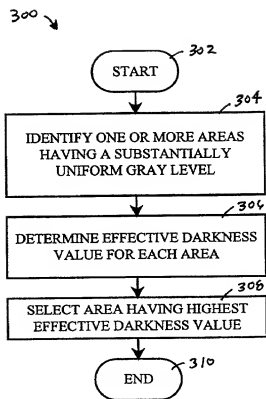 300
302
START
304
IDENTIFY ONE OR MORE AREAS
HAVING A SUBSTANTIALLY
UNIFORM GRAY LEVEL
306
DETERMINE EFFECTIVE DARKNESS
VALUE FOR EACH AREA
308
SELECT AREA HAVING HIGHEST
EFFECTIVE DARKNESS VALUE
310
END